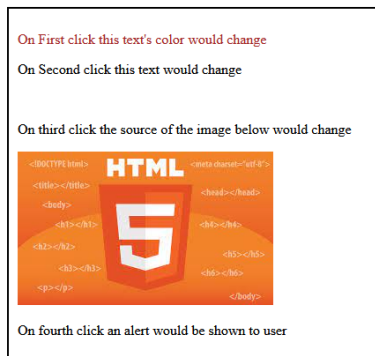 On First click this text's color would change
On Second click this text would change
On third click the source of the image below would change
<!DOCTYPE html>
HTML
<meta charset="utf-8">
<title></title>
<head></head>
<body>
<h1></h1>
5
<h4></h4>
<h2></h2>
<h5></h5>
<h3></h3>
<h6></h6>
<p></p>
</body>
On fourth click an alert would be shown to user